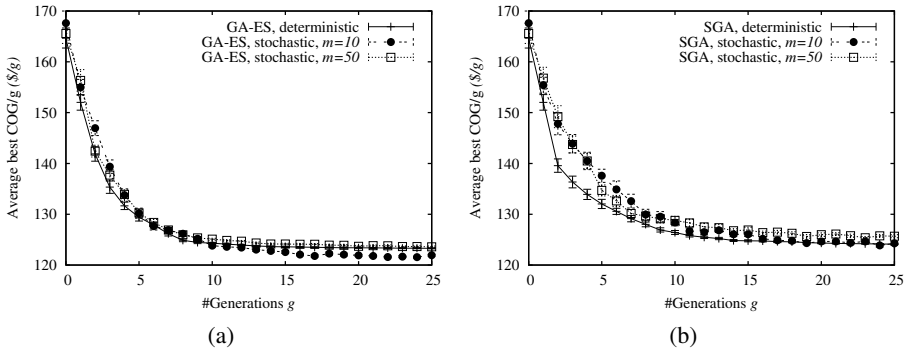 GA-ES, deterministic
GA-ES, stochastic, m=10
GA-ES, stochastic, m=50
Average best COG/g ($/g)
170
160
150
140
130
120
0 5 10 15 20 25
#Generations g
(a)
SGA, deterministic
SGA, stochastic, m=10
SGA, stochastic, m=50
Average best COG/g ($/g)
170
160
150
140
130
120
0 5 10 15 20 25
#Generations g
(b)